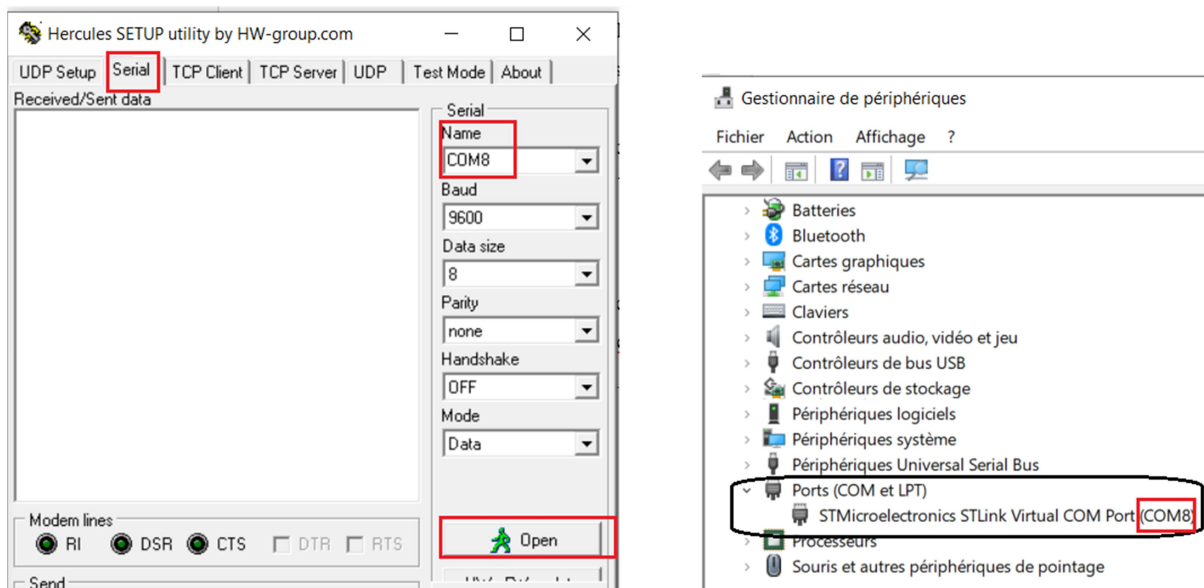 Hercules SETUP utility by HW-group.com
UDP Setup Serial TCP Client TCP Server UDP Test Mode About
Received/Sent data
Serial
Name
COM8
Baud
9600
Data size
8
Parity
none
Handshake
OFF
Mode
Data
Modem lines
RI DSR CTS DTR RTS
Open
Send
Gestionnaire de périphériques
Fichier Action Affichage ?
Batteries
Bluetooth
Cartes graphiques
Cartes réseau
Claviers
Contrôleurs audio, vidéo et jeu
Contrôleurs de bus USB
Contrôleurs de stockage
Périphériques logiciels
Périphériques système
Périphériques Universal Serial Bus
Ports (COM et LPT)
STMicroelectronics STLink Virtual COM Port (COM8)
Processeurs
Souris et autres périphériques de pointage